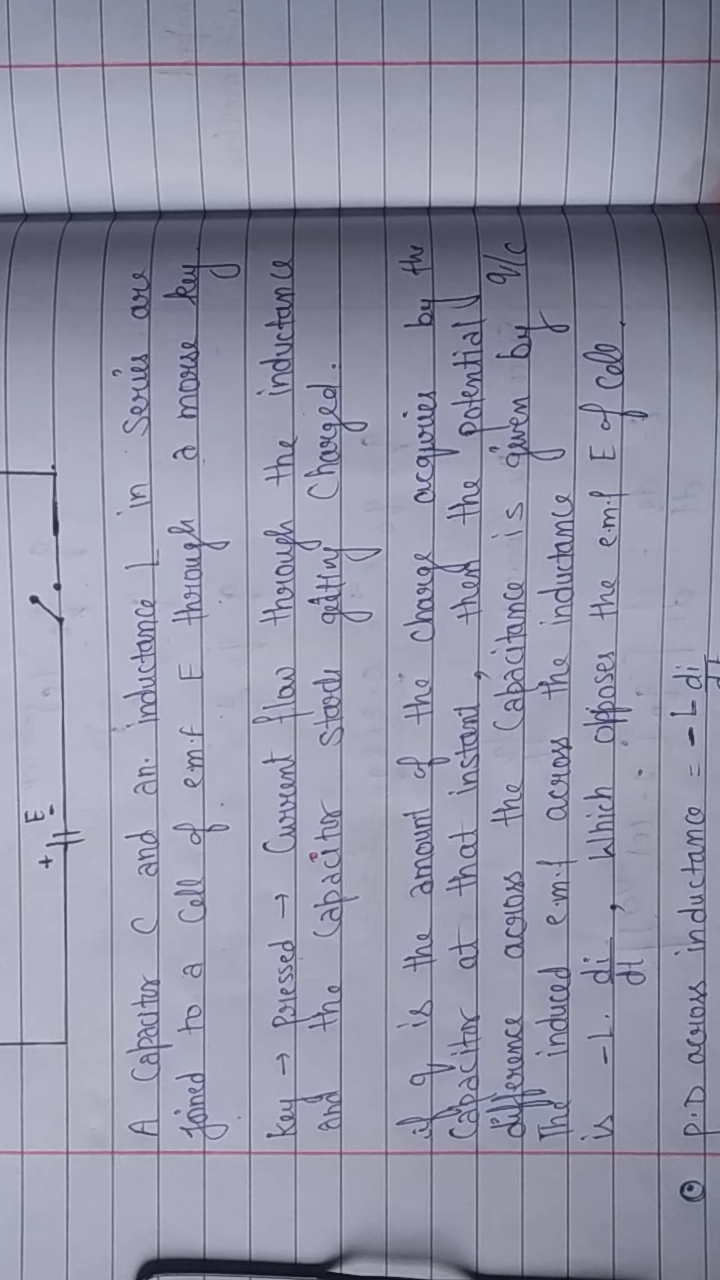 + E -
A Capacitor C and an inductance L in series are
joined to a Cell of e.m.f E through a morse key.
key → pressed → Current flow through the inductance
and the Capacitor starts getting Charged.
if q is the amount of the charge acquries by the
Capacitor at that instant, then the potential
difference across the Capacitance is given by q/c
The induced e.m.f across the inductance
is -L. di/dt, Which opposes the e.m.f E of Cell.
P.D across inductance = -L di/dt